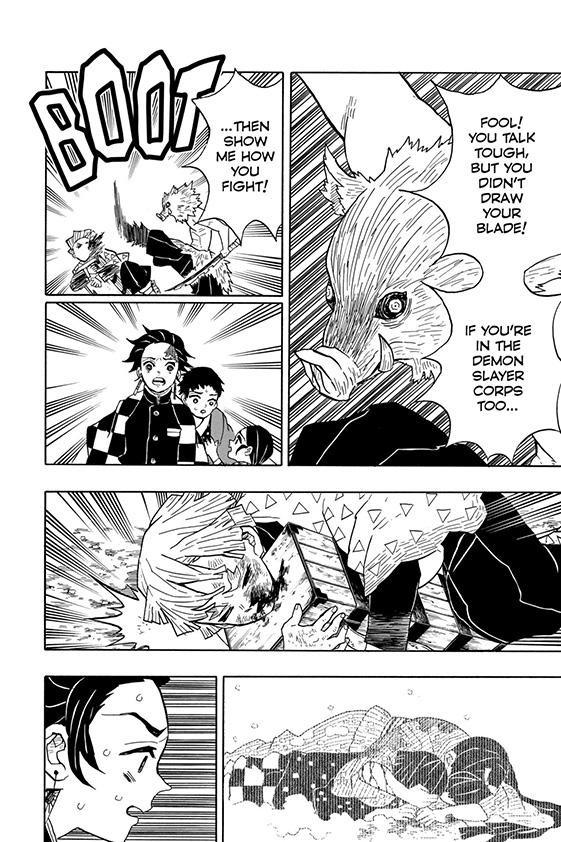 FOOL!
YOU TALK
TOUGH,
BUT YOU
DIDN'T
DRAW
YOUR
BLADE!
IF YOU'RE
IN THE
DEMON
SLAYER
CORPS
TOO...
...THEN
SHOW
ME HOW
YOU
FIGHT!
BOOT